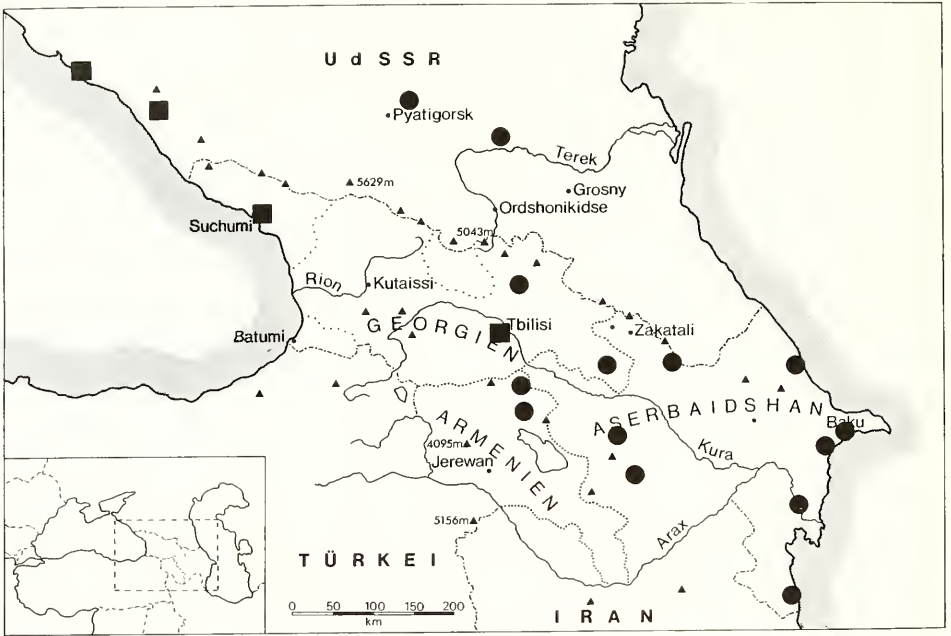 UdSSR
Pyatigorsk
Terek
Grosny
5629m
Ordshonikidse
Suchumi
5043m
Rion
Kutaissi
GEORGIEN
Tbilisi
Batumi
Zakatali
ASERBAIDSHAN
Baku
ARMENIEN
4095m
Kura
Jerewan
5156m
Arax
TÜRKEI
0 50 100 150 200
km
IRAN